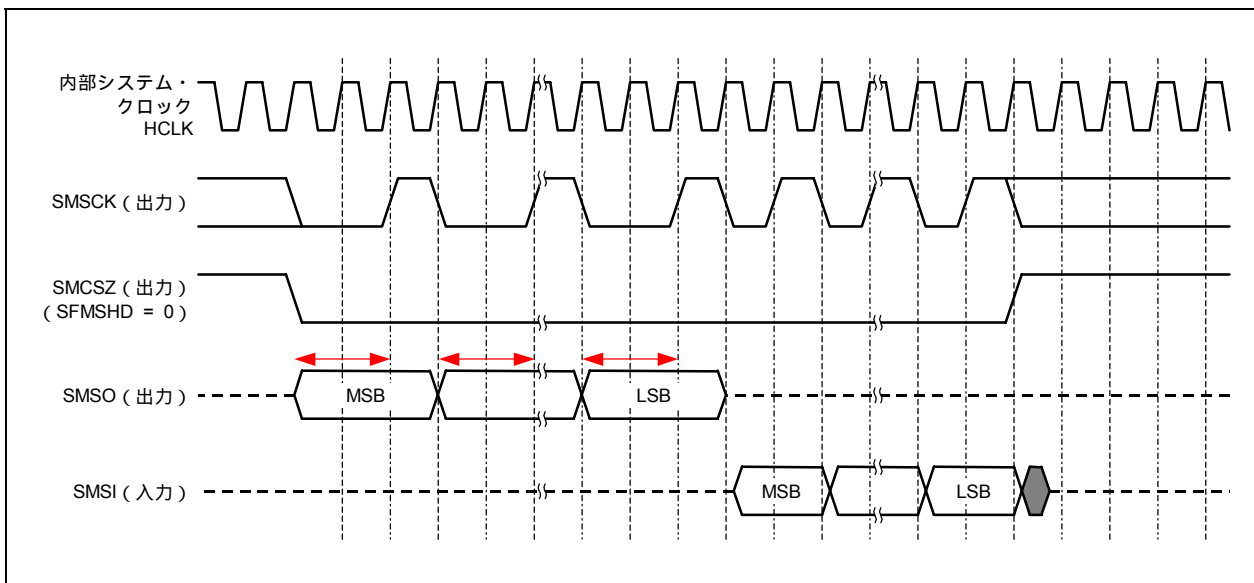 内部システム・
クロック
HCLK
SMSCK（出力）
SMCSZ（出力）
（SFMSHD = 0）
SMSO（出力）
MSB
LSB
SMSI（入力）
MSB
LSB